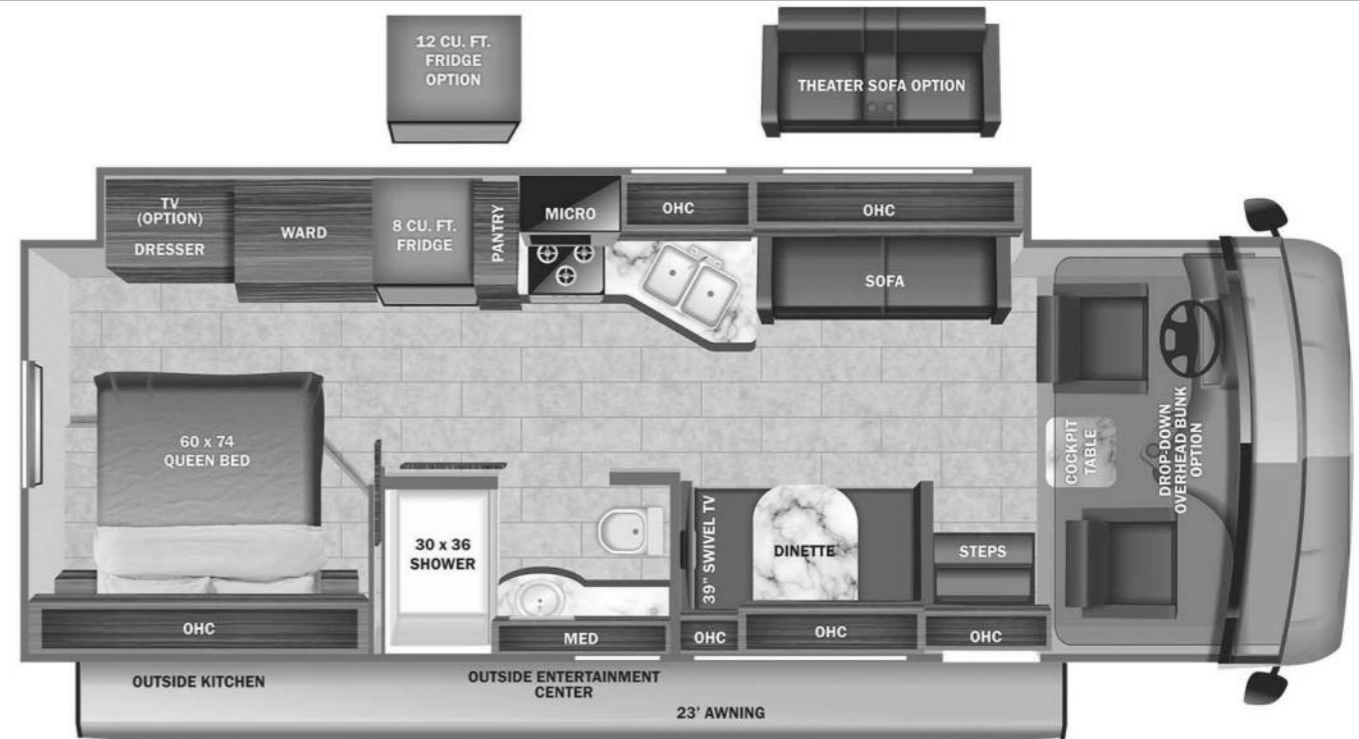 12 CU. FT.
FRIDGE
OPTION
THEATER SOFA OPTION
TV
(OPTION)
DRESSER
WARD
8 CU. FT.
FRIDGE
PANTRY
MICRO
OHC
OHC
SOFA
60 x 74
QUEEN BED
COCKPIT
TABLE
DROP-DOWN
OVERHEAD BUNK
OPTION
30 x 36
SHOWER
39" SWIVEL TV
DINETTE
STEPS
OHC
MED
OHC
OHC
OHC
OUTSIDE KITCHEN
OUTSIDE ENTERTAINMENT
CENTER
23' AWNING